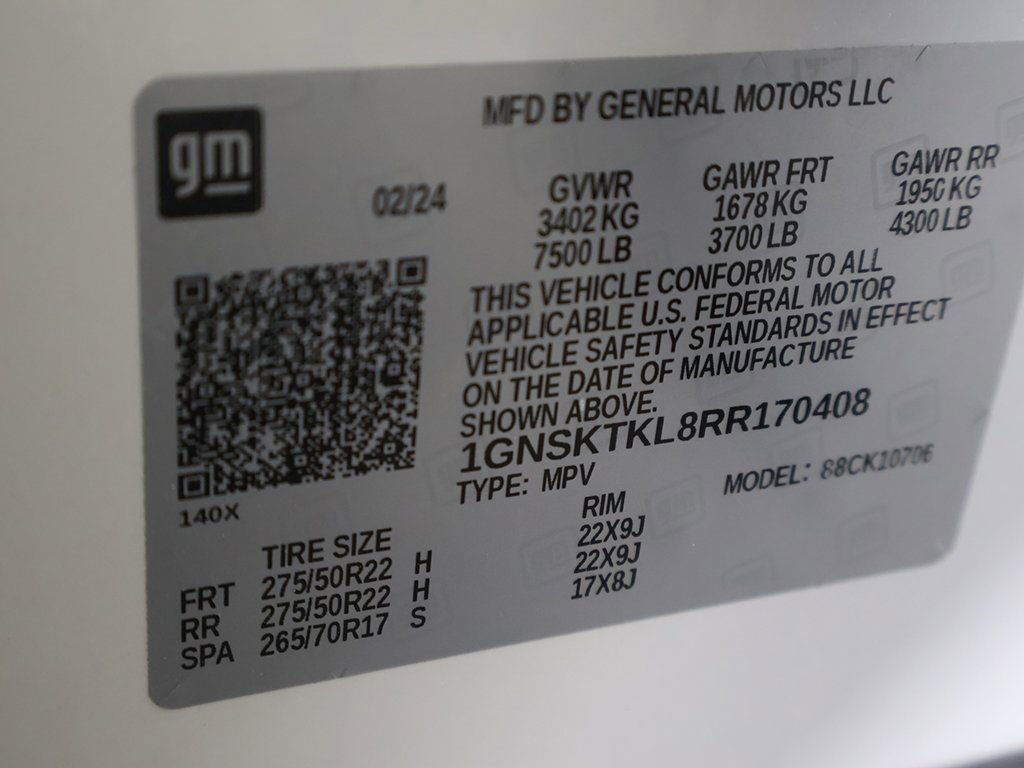 gm
MFD BY GENERAL MOTORS LLC
02/24
GVWR GAWR FRT GAWR RR
3402 KG 1678 KG 1950 KG
7500 LB 3700 LB 4300 LB
THIS VEHICLE CONFORMS TO ALL
APPLICABLE U.S. FEDERAL MOTOR
VEHICLE SAFETY STANDARDS IN EFFECT
ON THE DATE OF MANUFACTURE
SHOWN ABOVE.
1GNSKTKL8RR170408
TYPE: MPV MODEL: 88CK10706
140X
TIRE SIZE RIM
FRT 275/50R22 H 22X9J
RR 275/50R22 H 22X9J
SPA 265/70R17 S 17X8J